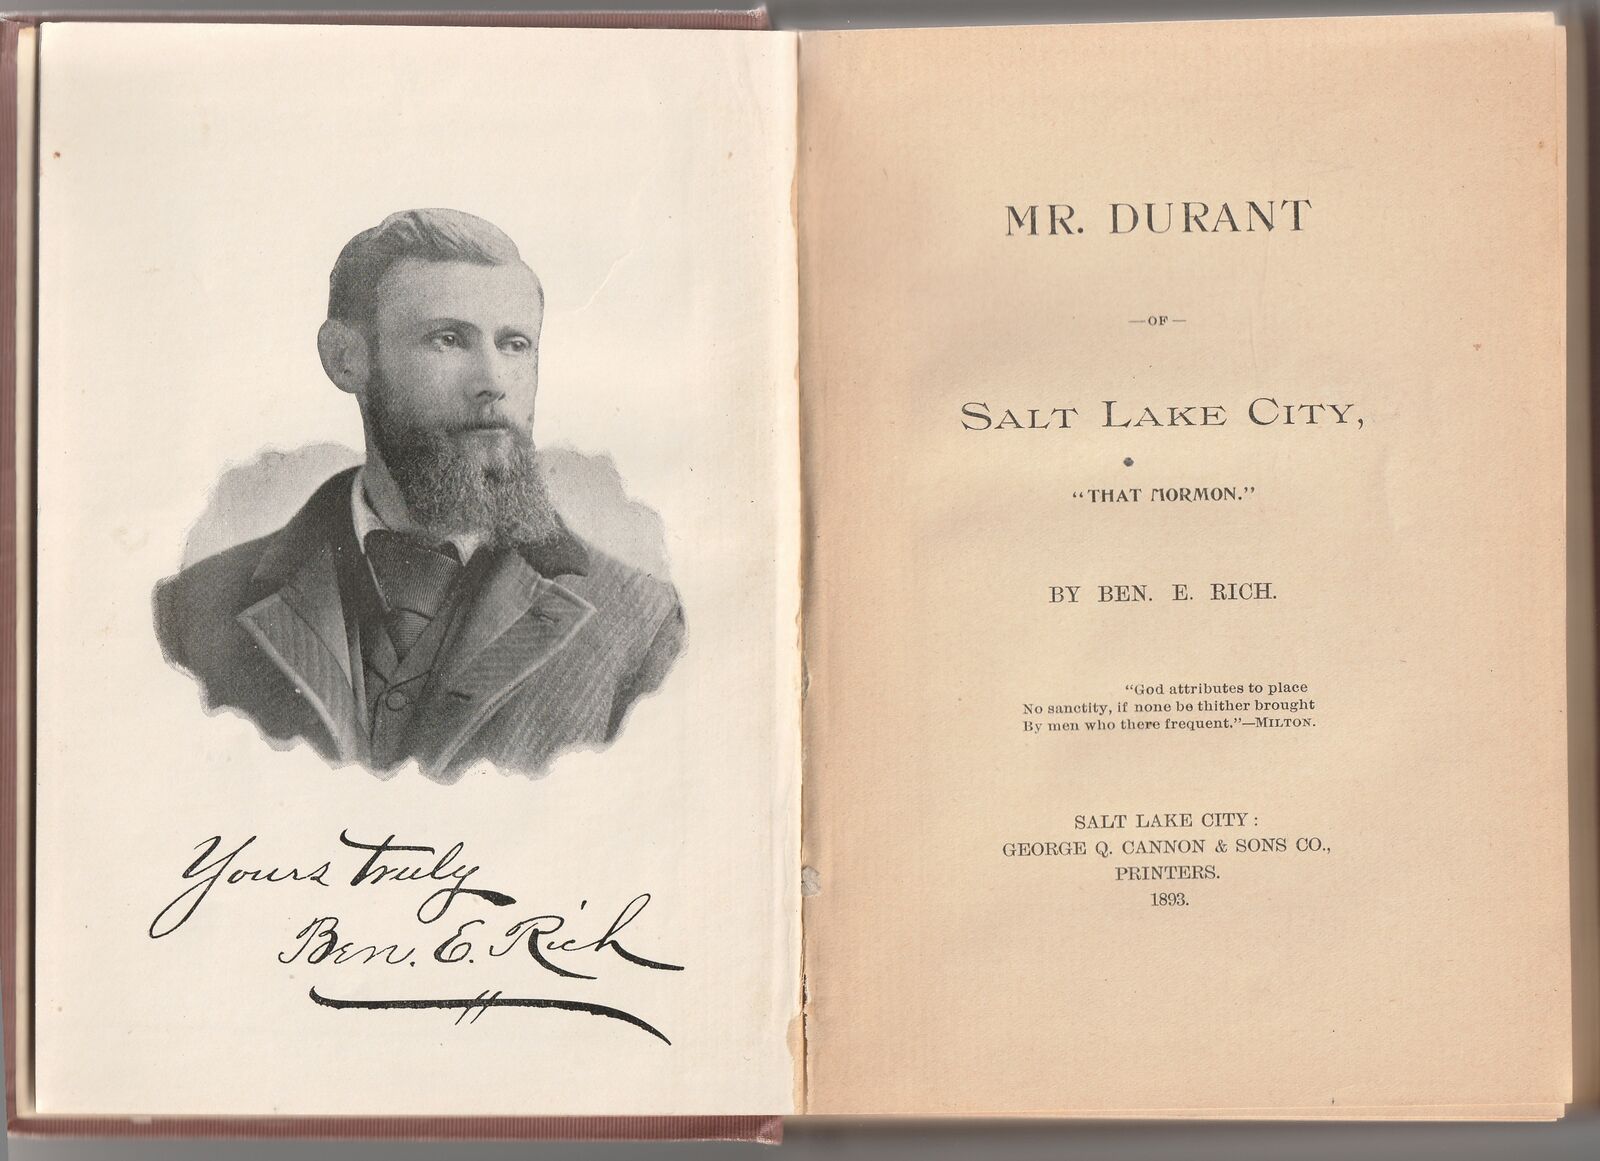 Yours truly
Ben. E. Rich
MR. DURANT
—OF—
SALT LAKE CITY,
"THAT MORMON."
BY BEN. E. RICH.
"God attributes to place
No sanctity, if none be thither brought
By men who there frequent."—MILTON.
SALT LAKE CITY:
GEORGE Q. CANNON & SONS CO.,
PRINTERS.
1893.